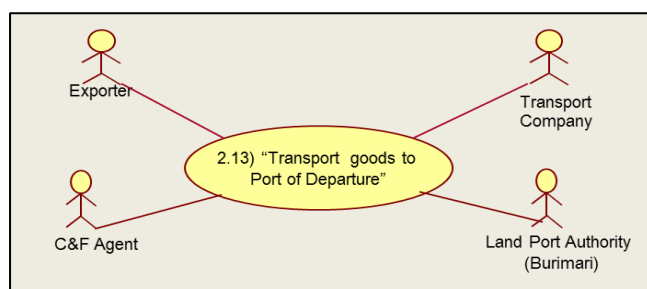 Exporter
Transport
Company
2.13) “Transport goods to
Port of Departure”
C&F Agent
Land Port Authority
(Burimari)